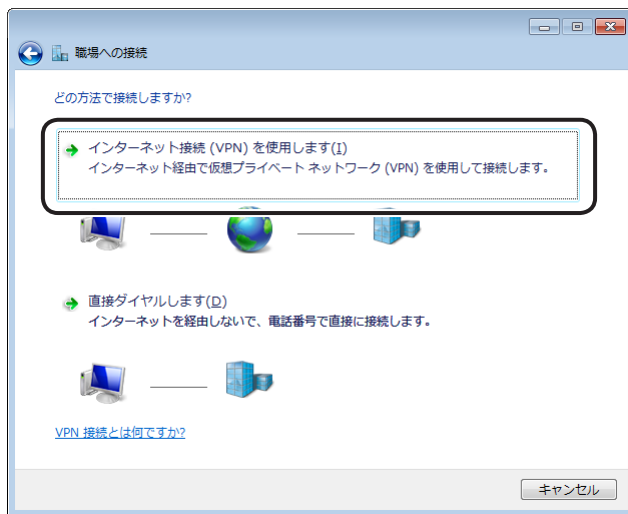 職場への接続
どの方法で接続しますか?
インターネット接続 (VPN) を使用します(I)
インターネット経由で仮想プライベート ネットワーク (VPN) を使用して接続します。
直接ダイヤルします(D)
インターネットを経由しないで、電話番号で直接に接続します。
VPN 接続とは何ですか?
キャンセル